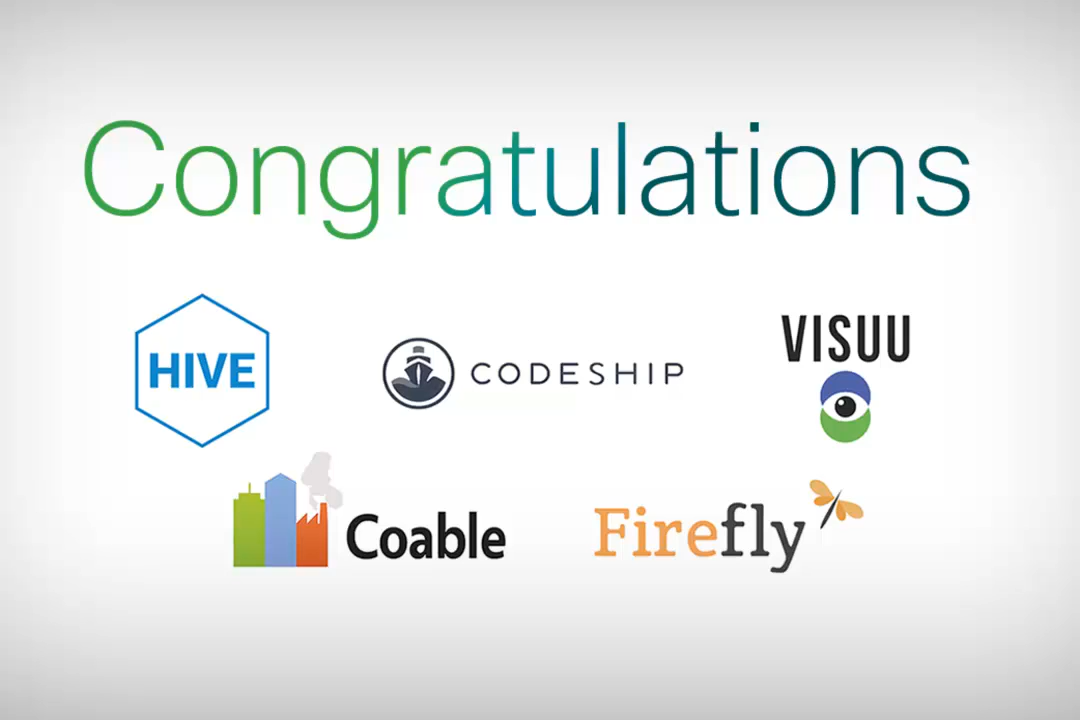 Congratulations
HIVE
CODESHIP
VISUU
Coable
Firefly